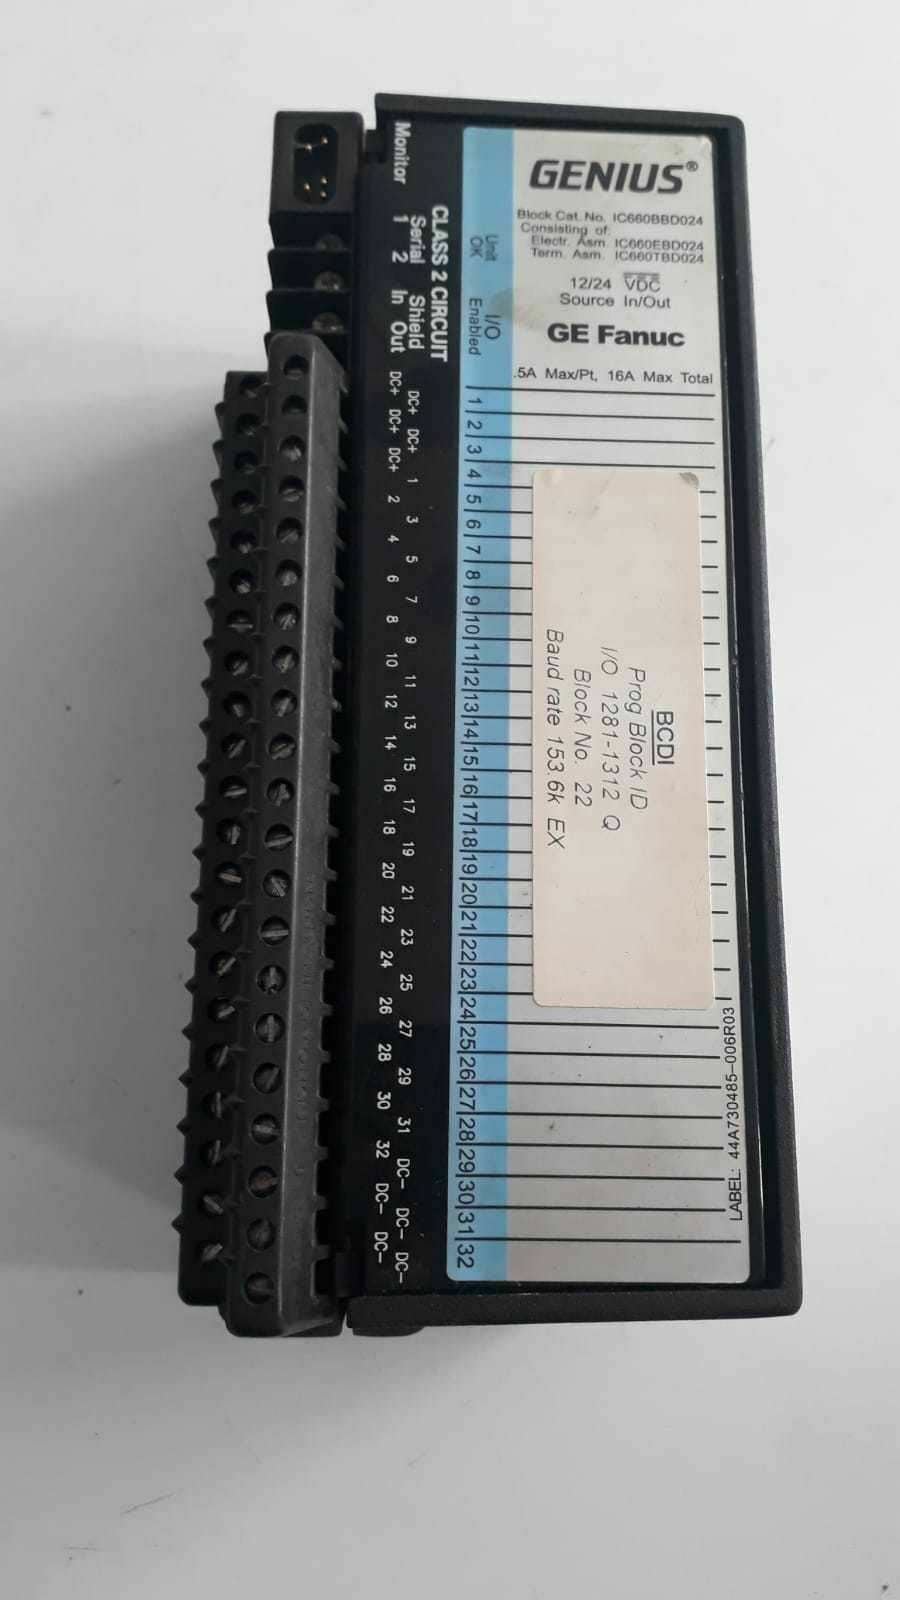 GENIUS®
Block Cat. No. IC660BBD024
Consisting of:
Electr. Asm. IC660EBD024
Term. Asm. IC660TBD024
12/24 VDC
Source In/Out
GE Fanuc
.5A Max/Pt, 16A Max Total
Unit OK
I/O Enabled
1 2 3 4 5 6 7 8 9 10 11 12 13 14 15 16 17 18 19 20 21 22 23 24 25 26 27 28 29 30 31 32
BCDI
Prog Block ID
I/O 1281-1312 Q
Block No. 22
Baud rate 153.6k EX
LABEL: 44A730485-006R03
Monitor
CLASS 2 CIRCUIT
Serial Shield
1 2 In Out
DC+ DC+ 1 3 5 7 9 11 13 15 17 19 21 23 25 27 29 31 DC- DC- DC-
DC+ DC+ DC+ 2 4 6 8 10 12 14 16 18 20 22 24 26 28 30 32 DC- DC-